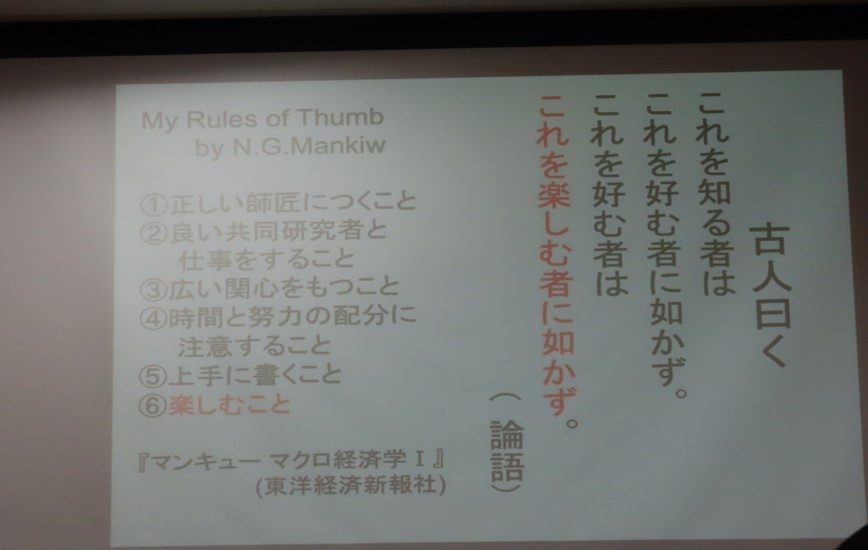 My Rules of Thumb
by N.G.Mankiw
①正しい師匠につくこと
②良い共同研究者と
仕事をすること
③広い関心をもつこと
④時間と努力の配分に
注意すること
⑤上手に書くこと
⑥楽しむこと
『マンキュー マクロ経済学Ⅰ』
(東洋経済新報社)
古人曰く
これを知る者は
これを好む者に如かず。
これを好む者は
これを楽しむ者に如かず。
(論語)